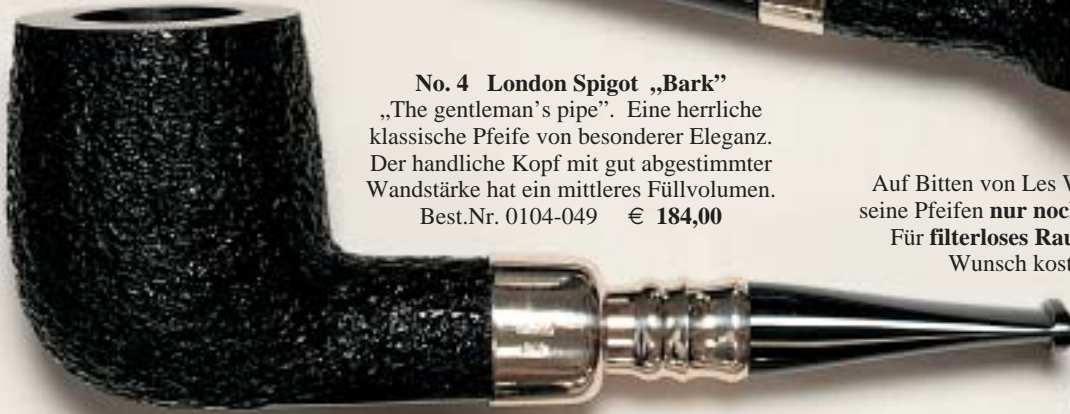 No. 4 London Spigot „Bark”
„The gentleman's pipe”. Eine herrliche
klassische Pfeife von besonderer Eleganz.
Der handliche Kopf mit gut abgestimmter
Wandstärke hat ein mittleres Füllvolumen.
Best.Nr. 0104-049 € 184,00
Auf Bitten von Les
seine Pfeifen nur noch
Für filterloses
Wunsch